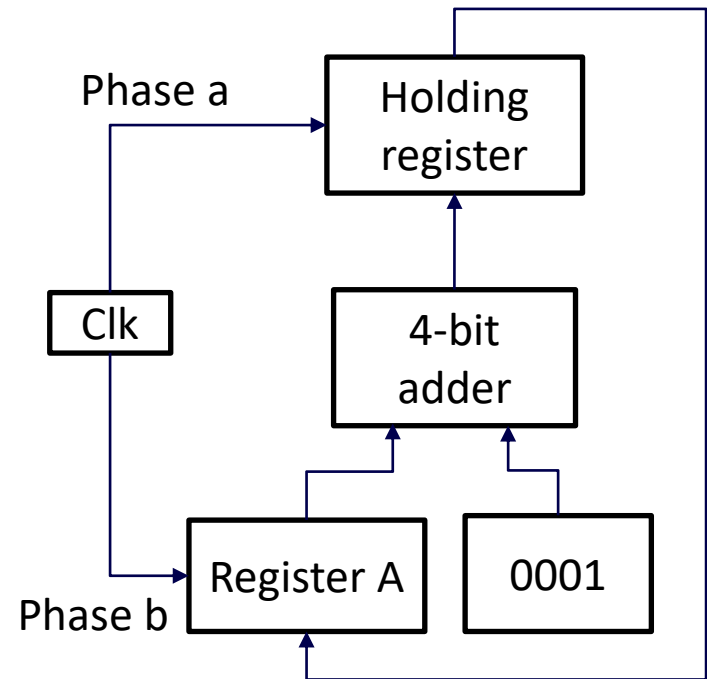 Phase a
Holding
register
Clk
4-bit
adder
Register A
0001
Phase b